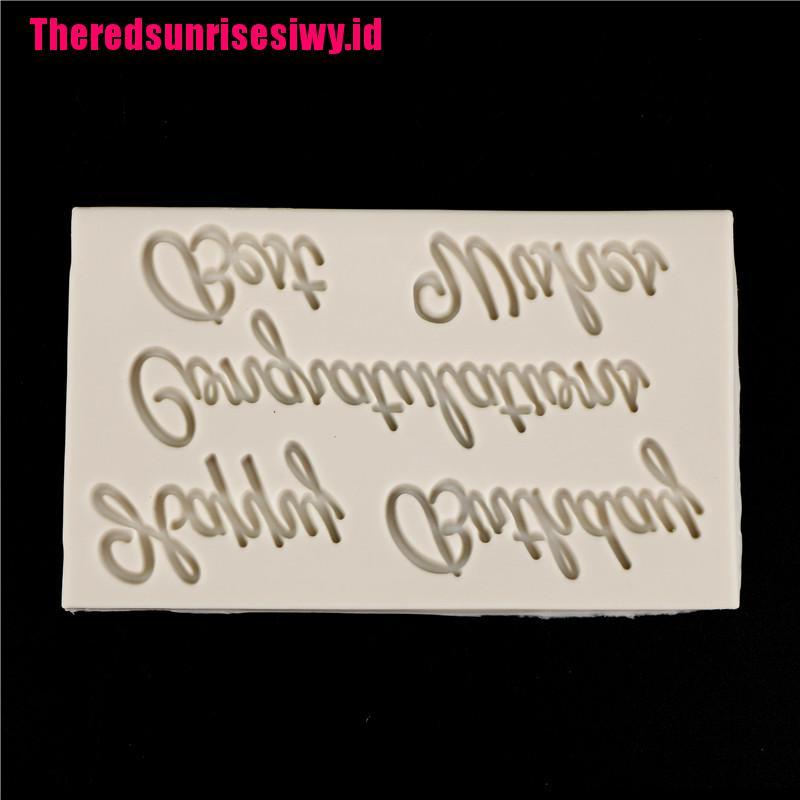 Theredsunrisesiwy.id
Best Wishes
Congratulations
Happy Birthday